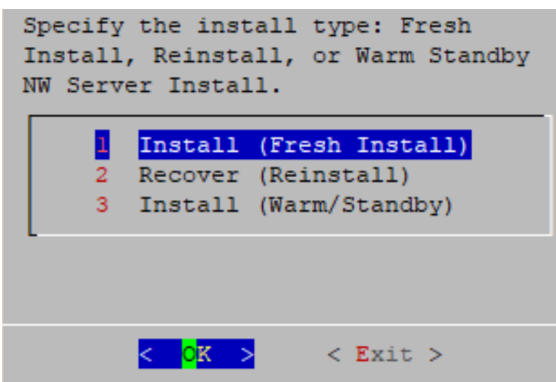 Specify the install type: Fresh
Install, Reinstall, or Warm Standby
NW Server Install.
1 Install (Fresh Install)
2 Recover (Reinstall)
3 Install (Warm/Standby)
< OK > < Exit >